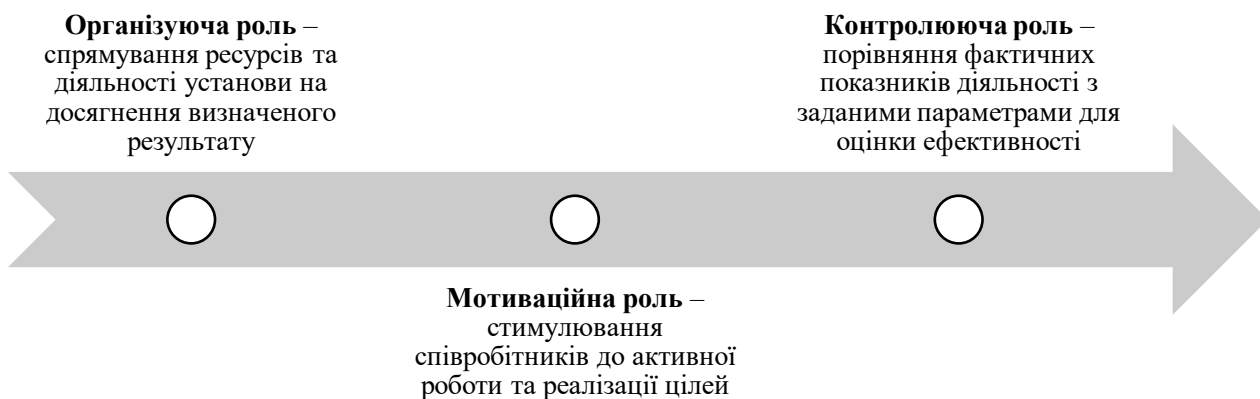 Організуюча роль –
спрямування ресурсів та
діяльності установи на
досягнення визначеного
результату
Мотиваційна роль –
стимулювання
співробітників до активної
роботи та реалізації цілей
Контролююча роль –
порівняння фактичних
показників діяльності з
заданими параметрами для
оцінки ефективності